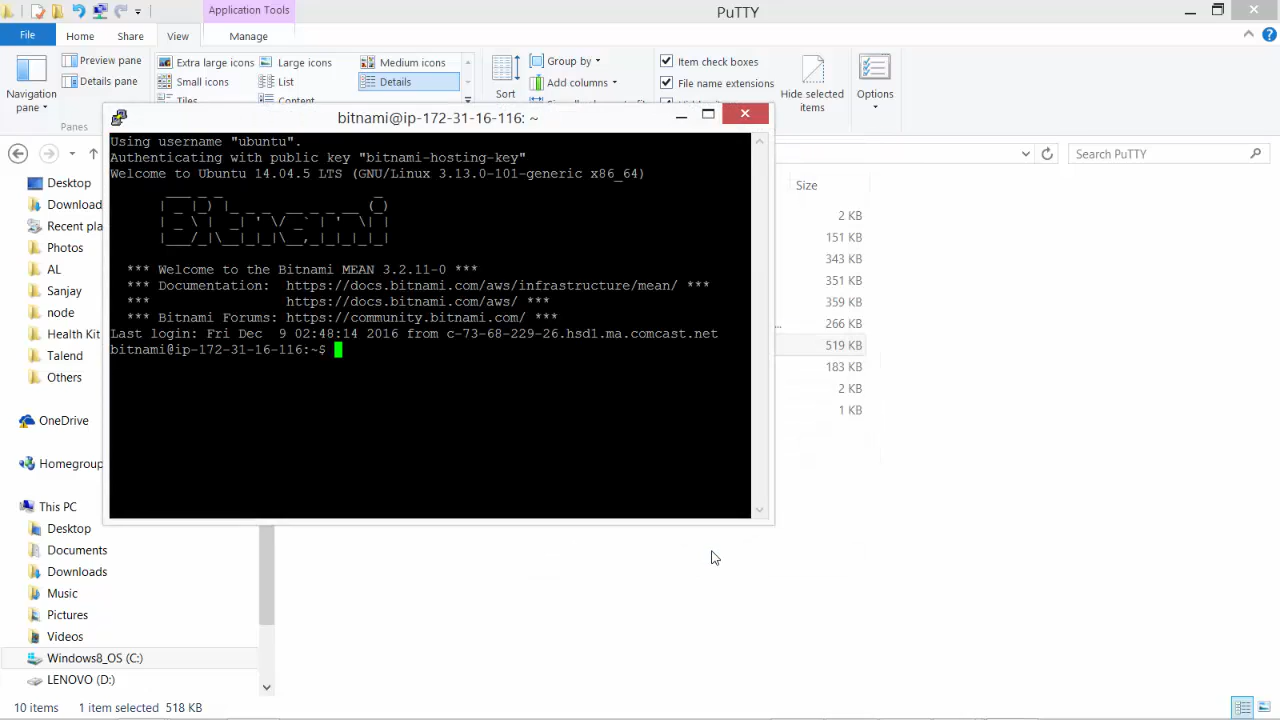 Application Tools
PuTTY
File
Home
Share
View
Manage
Navigation pane
Preview pane
Details pane
Panes
Extra large icons
Large icons
Medium icons
Small icons
List
Details
Tiles
Content
Sort
Group by
Add columns
Item check boxes
File name extensions
Hide selected items
Options
Search PuTTY
bitnami@ip-172-31-16-116: ~
Using username "ubuntu".
Authenticating with public key "bitnami-hosting-key"
Welcome to Ubuntu 14.04.5 LTS (GNU/Linux 3.13.0-101-generic x86_64)
Bitnami
*** Welcome to the Bitnami MEAN 3.2.11-0 ***
*** Documentation: https://docs.bitnami.com/aws/infrastructure/mean/ ***
*** https://docs.bitnami.com/aws/ ***
*** Bitnami Forums: https://community.bitnami.com/ ***
Last login: Fri Dec 9 02:48:14 2016 from c-73-68-229-26.hsd1.ma.comcast.net
bitnami@ip-172-31-16-116:~$
Desktop
Download
Recent pla
Photos
AL
Sanjay
node
Health Kit
Talend
Others
OneDrive
Homegroup
This PC
Desktop
Documents
Downloads
Music
Pictures
Videos
Windows8_OS (C:)
LENOVO (D:)
Size
2 KB
151 KB
343 KB
351 KB
359 KB
266 KB
519 KB
183 KB
2 KB
1 KB
10 items
1 item selected 518 KB